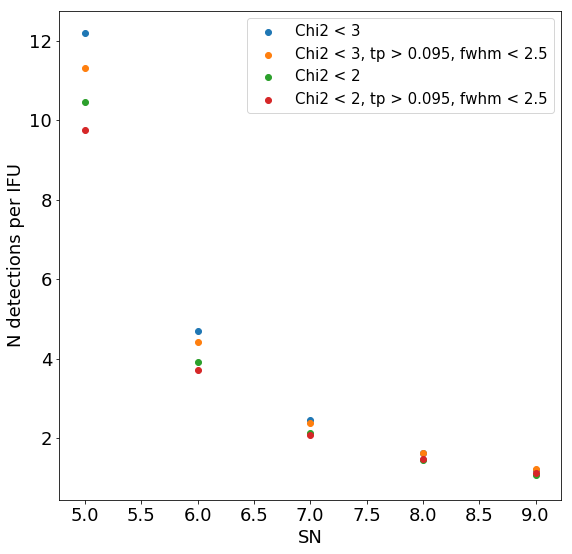 Chi2 < 3
Chi2 < 3, tp > 0.095, fwhm < 2.5
Chi2 < 2
Chi2 < 2, tp > 0.095, fwhm < 2.5
12
10
8
6
4
2
N detections per IFU
5.0 5.5 6.0 6.5 7.0 7.5 8.0 8.5 9.0
SN